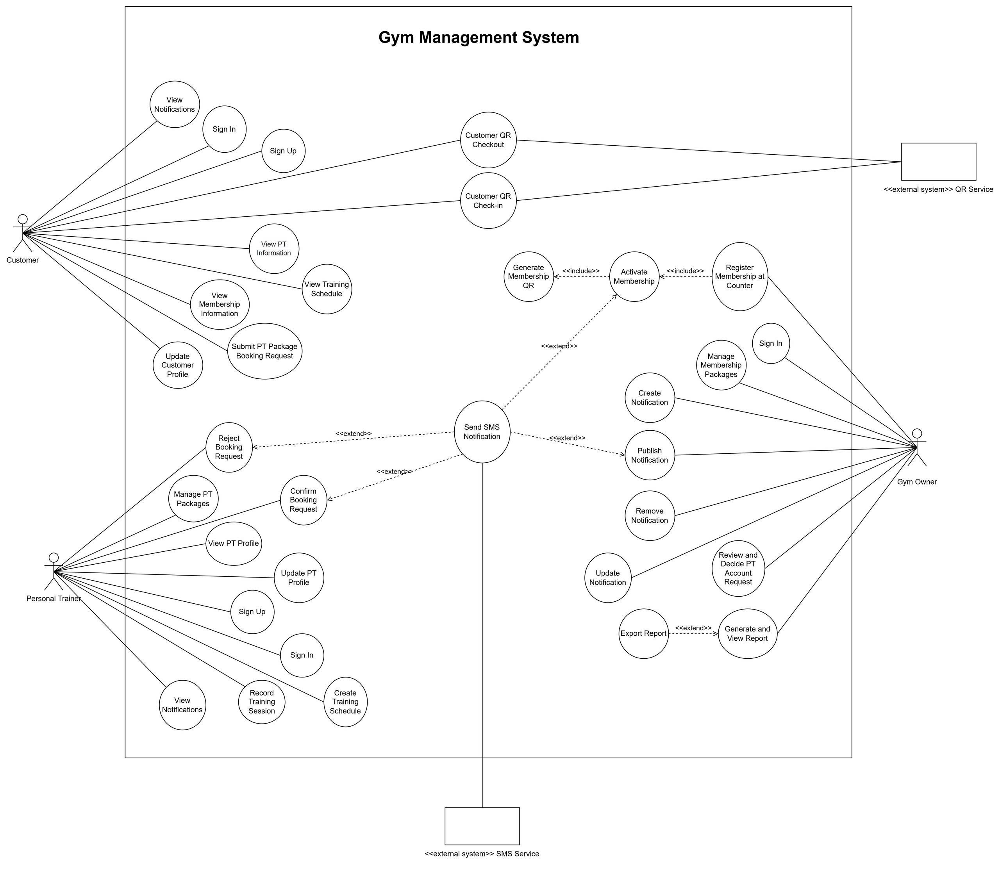 Gym Management System
View
Notifications
Sign In
Sign Up
Customer QR
Checkout
<<external system>> QR Service
Customer QR
Check-in
Customer
View PT
Information
View Training
Schedule
View
Membership
Information
Submit PT Package
Booking Request
Update
Customer
Profile
Generate
Membership
QR
<<include>>
Activate
Membership
<<include>>
Register
Membership at
Counter
<<extend>>
Sign In
Manage
Membership
Packages
Create
Notification
Send SMS
Notification
<<extend>>
Reject
Booking
Request
<<extend>>
Publish
Notification
Gym Owner
<<extend>>
Confirm
Booking
Request
Manage PT
Packages
Remove
Notification
View PT Profile
Update PT
Profile
Personal Trainer
Update
Notification
Review and
Decide PT
Account
Request
Sign Up
Export Report
<<extend>>
Generate and
View Report
Sign In
View
Notifications
Record
Training
Session
Create
Training
Schedule
<<external system>> SMS Service